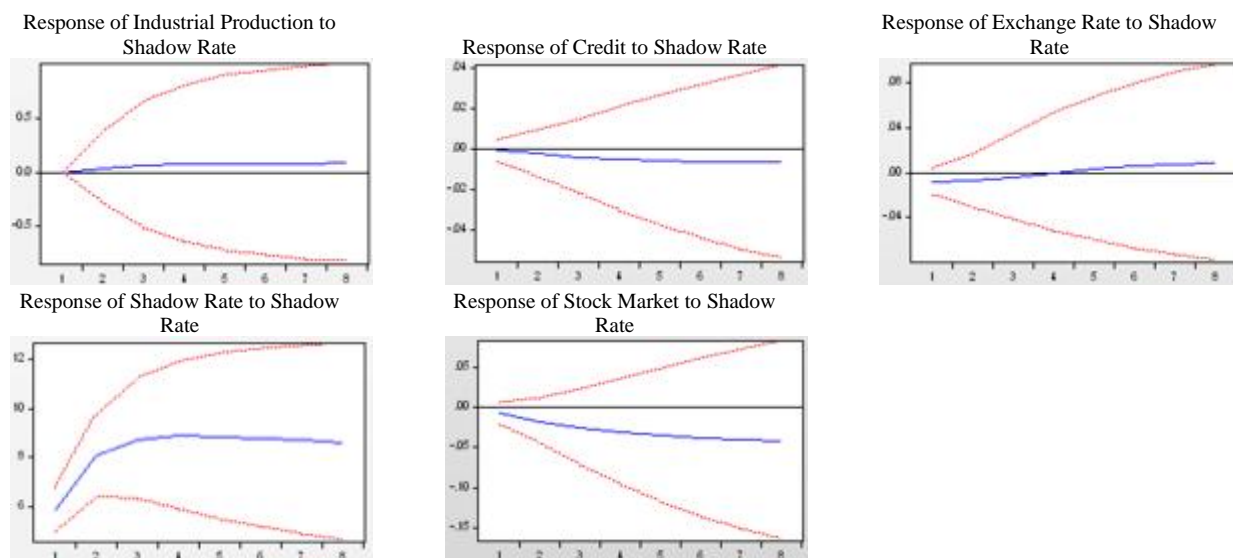 Response of Industrial Production to
Shadow Rate
0.5
0.0
-0.5
1 2 3 4 5 6 7 8
Response of Credit to Shadow Rate
.04
.02
.00
-.02
-.04
1 2 3 4 5 6 7 8
Response of Exchange Rate to Shadow
Rate
.08
.04
.00
-.04
1 2 3 4 5 6 7 8
Response of Shadow Rate to Shadow
Rate
12
10
8
6
1 2 3 4 5 6 7 8
Response of Stock Market to Shadow
Rate
.05
.00
-.05
-.10
-.15
1 2 3 4 5 6 7 8